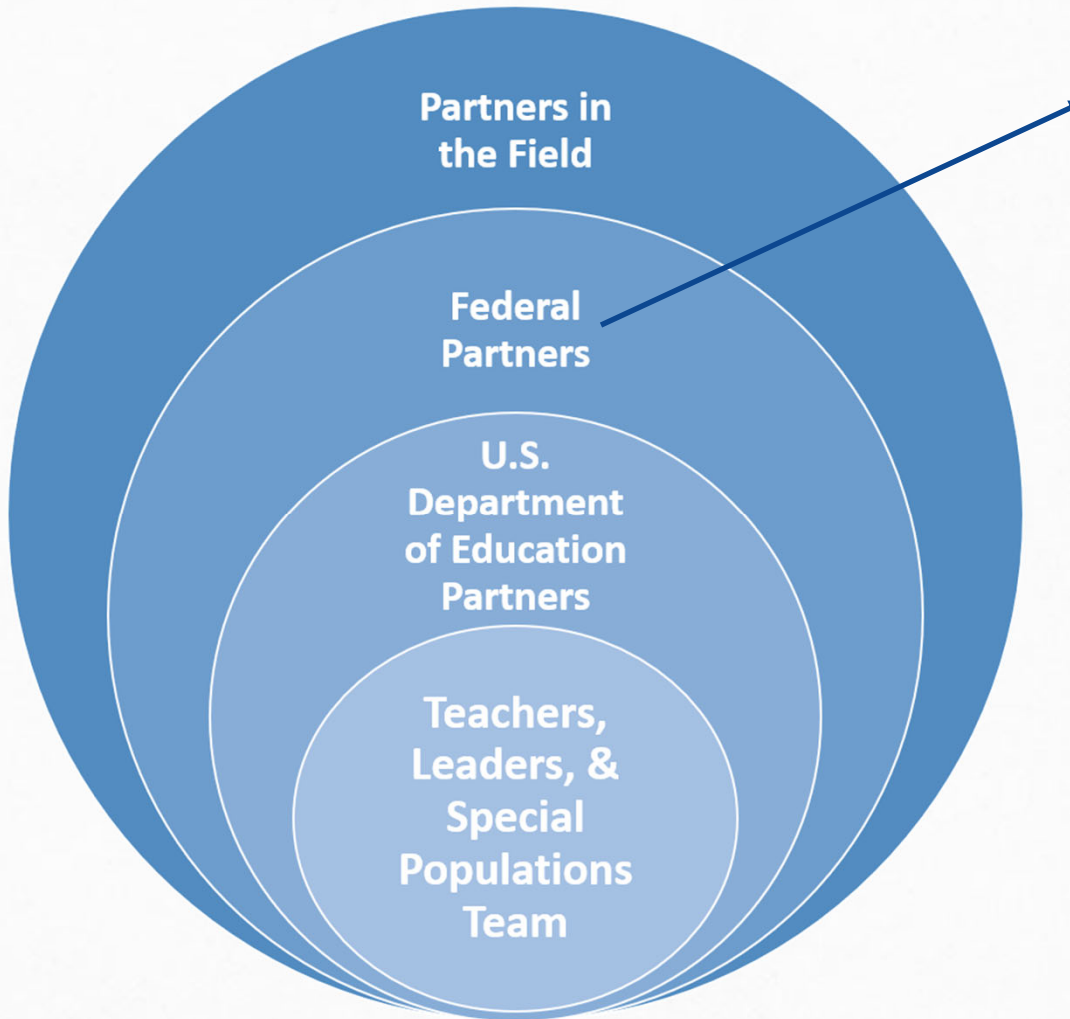 Partners in
the Field
Federal
Partners
U.S.
Department
of Education
Partners
Teachers,
Leaders, &
Special
Populations
Team